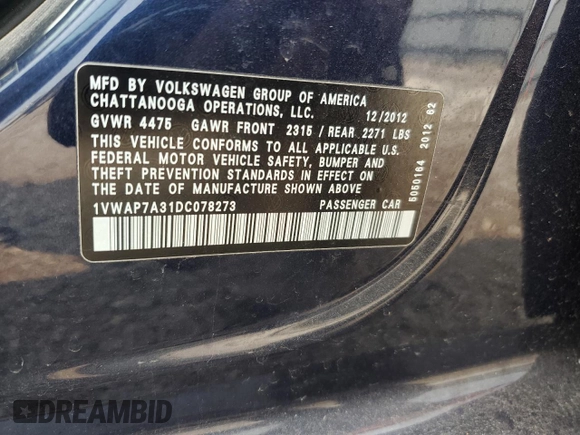 MFD BY VOLKSWAGEN GROUP OF AMERICA
CHATTANOOGA OPERATIONS, LLC. 12/2012
GVWR 4475 GAWR FRONT 2315 / REAR 2271 LBS
THIS VEHICLE CONFORMS TO ALL APPLICABLE U.S.
FEDERAL MOTOR VEHICLE SAFETY, BUMPER AND
THEFT PREVENTION STANDARDS IN EFFECT ON
THE DATE OF MANUFACTURE SHOWN ABOVE
1VWAP7A31DC078273 PASSENGER CAR
5050164 2012 62
DREAMBID